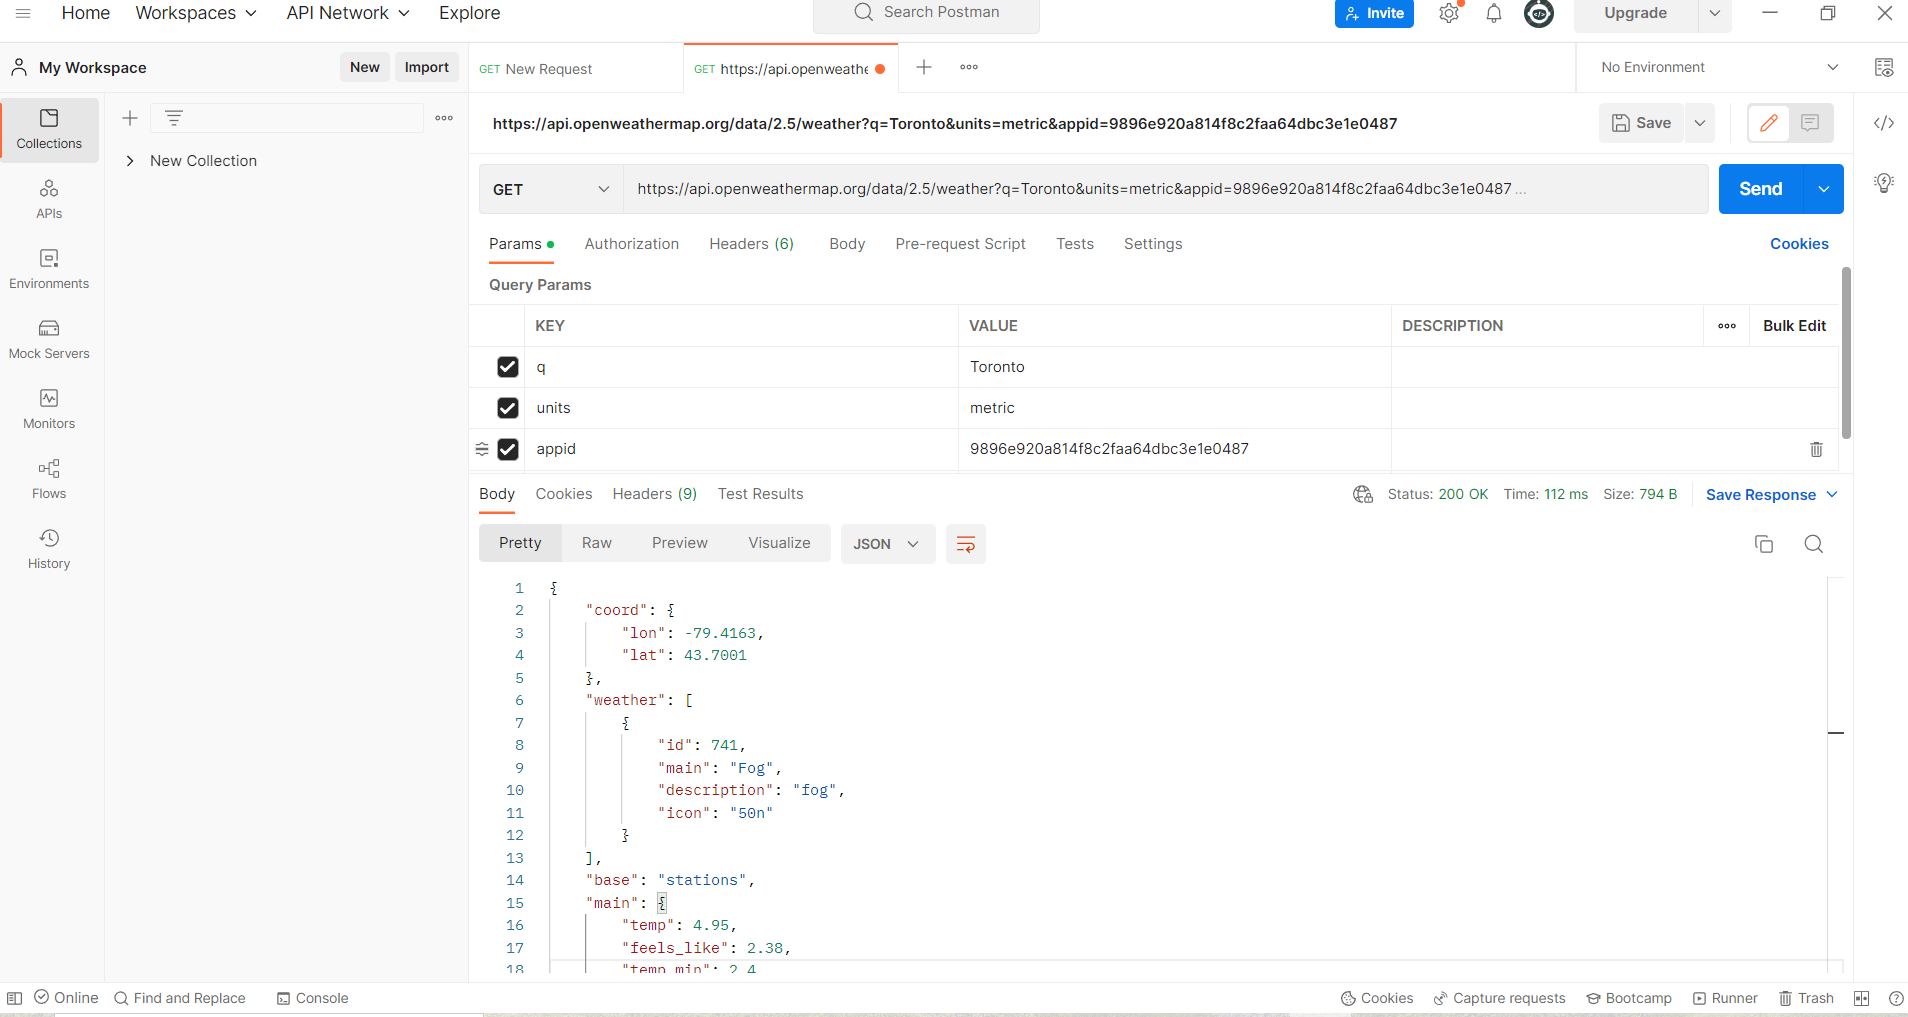 Home Workspaces API Network Explore Search Postman Invite Upgrade
My Workspace New Import GET New Request GET https://api.openweathe No Environment
Collections
APIs
Environments
Mock Servers
Monitors
Flows
History
New Collection
https://api.openweathermap.org/data/2.5/weather?q=Toronto&units=metric&appid=9896e920a814f8c2faa64dbc3e1e0487 Save
GET https://api.openweathermap.org/data/2.5/weather?q=Toronto&units=metric&appid=9896e920a814f8c2faa64dbc3e1e0487 ... Send
Params Authorization Headers (6) Body Pre-request Script Tests Settings Cookies
Query Params
KEY VALUE DESCRIPTION Bulk Edit
q Toronto
units metric
appid 9896e920a814f8c2faa64dbc3e1e0487
Body Cookies Headers (9) Test Results Status: 200 OK Time: 112 ms Size: 794 B Save Response
Pretty Raw Preview Visualize JSON
1 {
2 "coord": {
3 "lon": -79.4163,
4 "lat": 43.7001
5 },
6 "weather": [
7 {
8 "id": 741,
9 "main": "Fog",
10 "description": "fog",
11 "icon": "50n"
12 }
13 ],
14 "base": "stations",
15 "main": {
16 "temp": 4.95,
17 "feels_like": 2.38,
18 "temp_min": 2.4
Online Find and Replace Console Cookies Capture requests Bootcamp Runner Trash